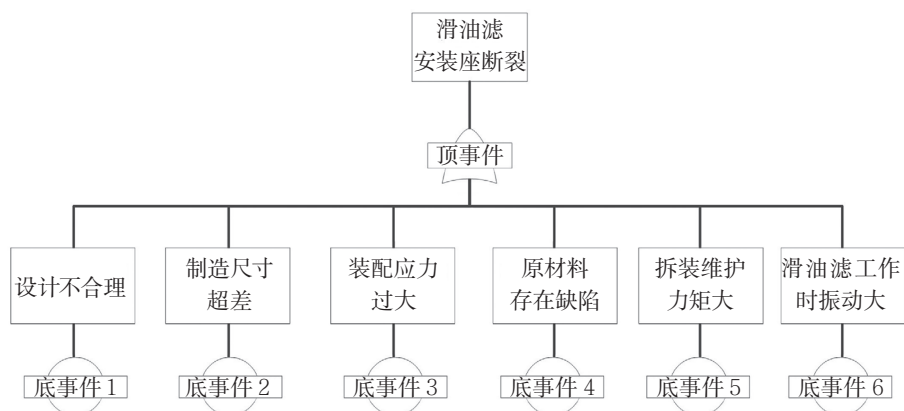 滑油滤
安装座断裂
顶事件
设计不合理
制造尺寸
超差
装配应力
过大
原材料
存在缺陷
拆装维护
力矩大
滑油滤工作
时振动大
底事件1
底事件2
底事件3
底事件4
底事件5
底事件6